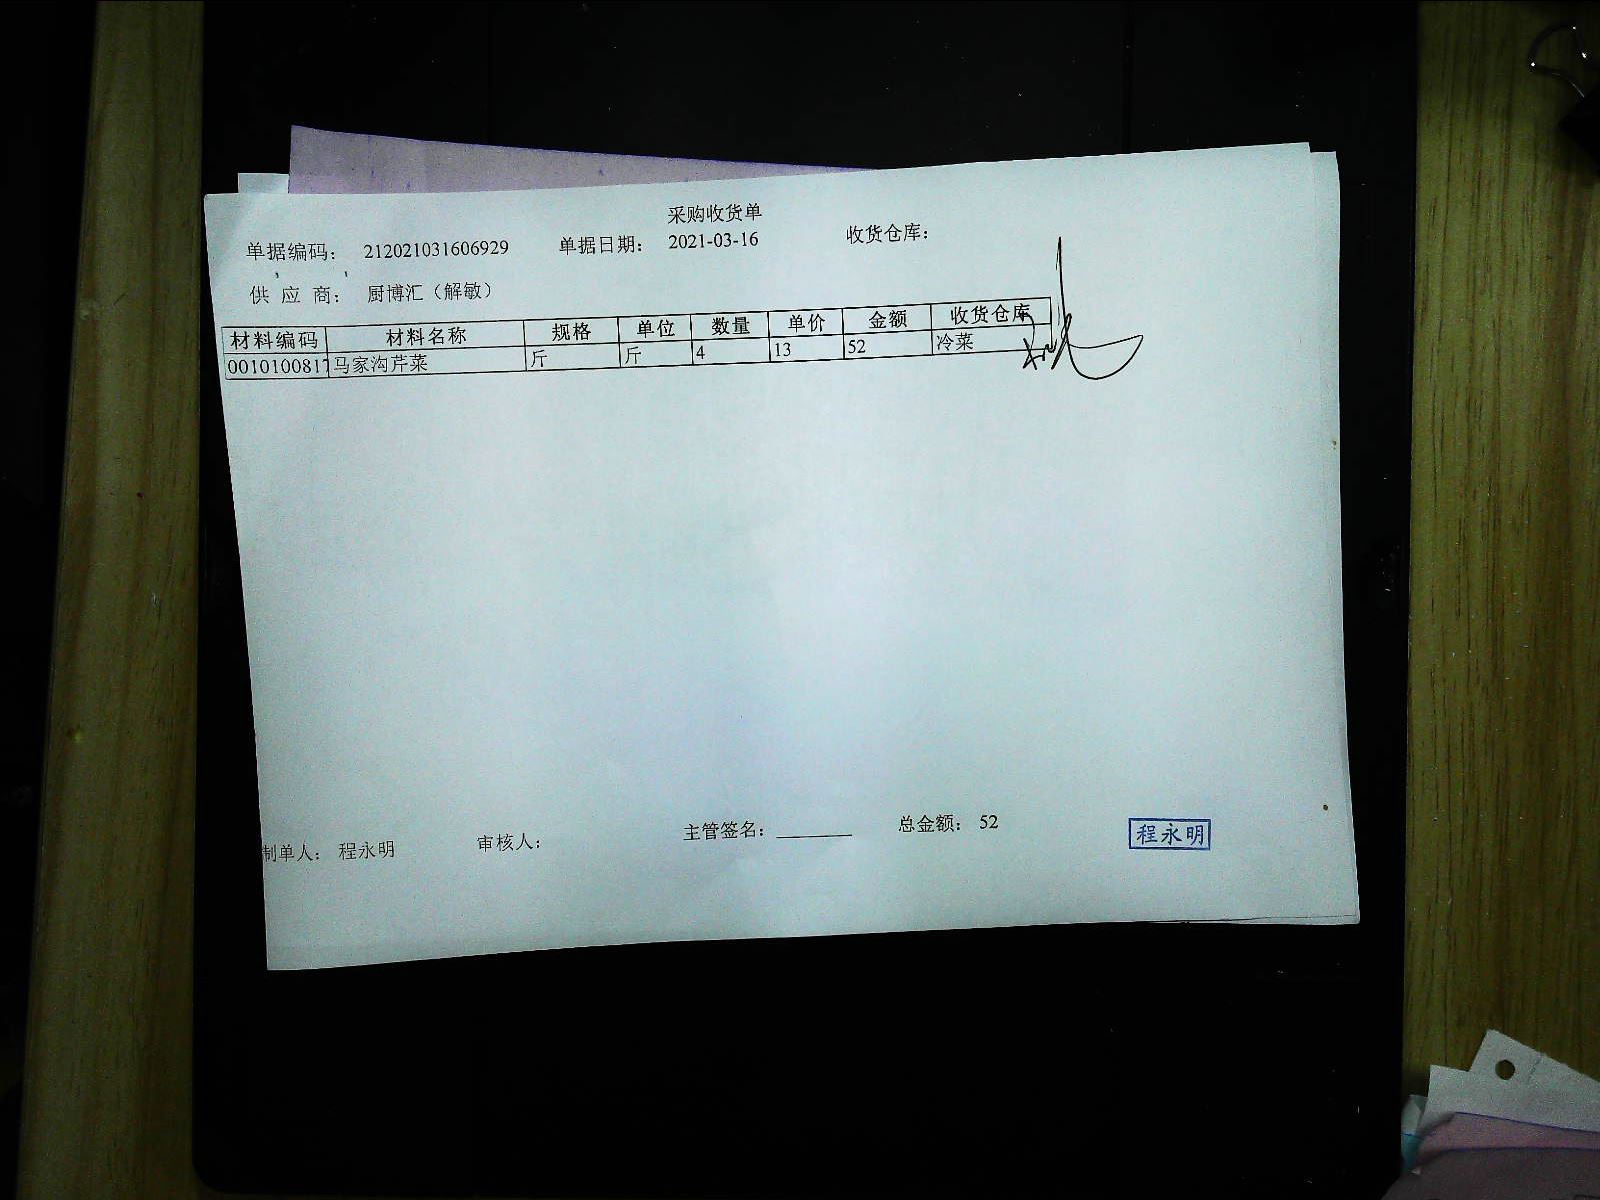 采购收货单
单据编码： 212021031606929 单据日期： 2021-03-16 收货仓库：
供 应 商： 厨博汇（解敏）
材料编码 材料名称 规格 单位 数量 单价 金额 收货仓库
0010100817 马家沟芹菜 斤 斤 4 13 52 冷菜
制单人： 程永明 审核人： 主管签名：________ 总金额： 52 程永明